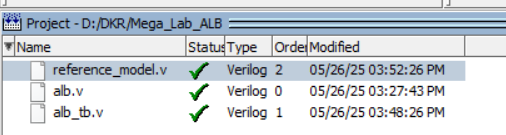 Project - D:/DKR/Mega_Lab_ALB
Name Status Type Order Modified
reference_model.v Verilog 2 05/26/25 03:52:26 PM
alb.v Verilog 0 05/26/25 03:27:43 PM
alb_tb.v Verilog 1 05/26/25 03:48:26 PM